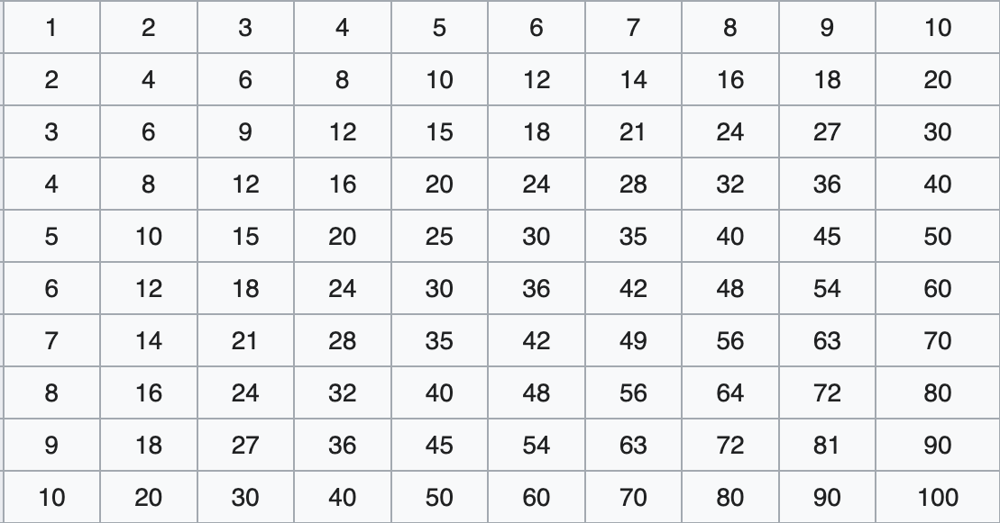 1 2 3 4 5 6 7 8 9 10
2 4 6 8 10 12 14 16 18 20
3 6 9 12 15 18 21 24 27 30
4 8 12 16 20 24 28 32 36 40
5 10 15 20 25 30 35 40 45 50
6 12 18 24 30 36 42 48 54 60
7 14 21 28 35 42 49 56 63 70
8 16 24 32 40 48 56 64 72 80
9 18 27 36 45 54 63 72 81 90
10 20 30 40 50 60 70 80 90 100